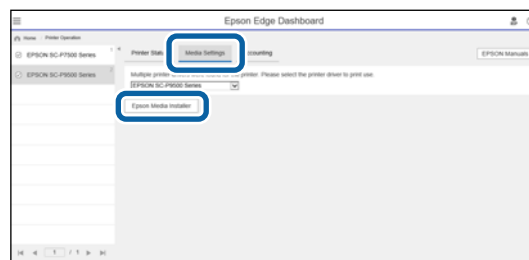 Epson Edge Dashboard
Home Printer Operation
EPSON SC-P7500 Series
EPSON SC-P9500 Series
Printer Stat
Media Settings
ccounting
EPSON Manuals
Multiple printer drivers were found for the printer. Please select the printer driver to print use.
EPSON SC-P9500 Series
Epson Media Installer
1 / 1